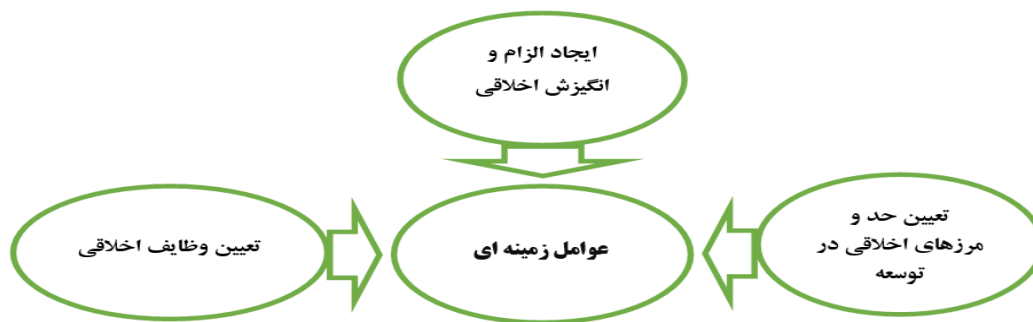 ایجاد الزام و
انگیزش اخلاقی
تعیین حد و
مرزهای اخلاقی در
توسعه
عوامل زمینه ای
تعیین وظایف اخلاقی